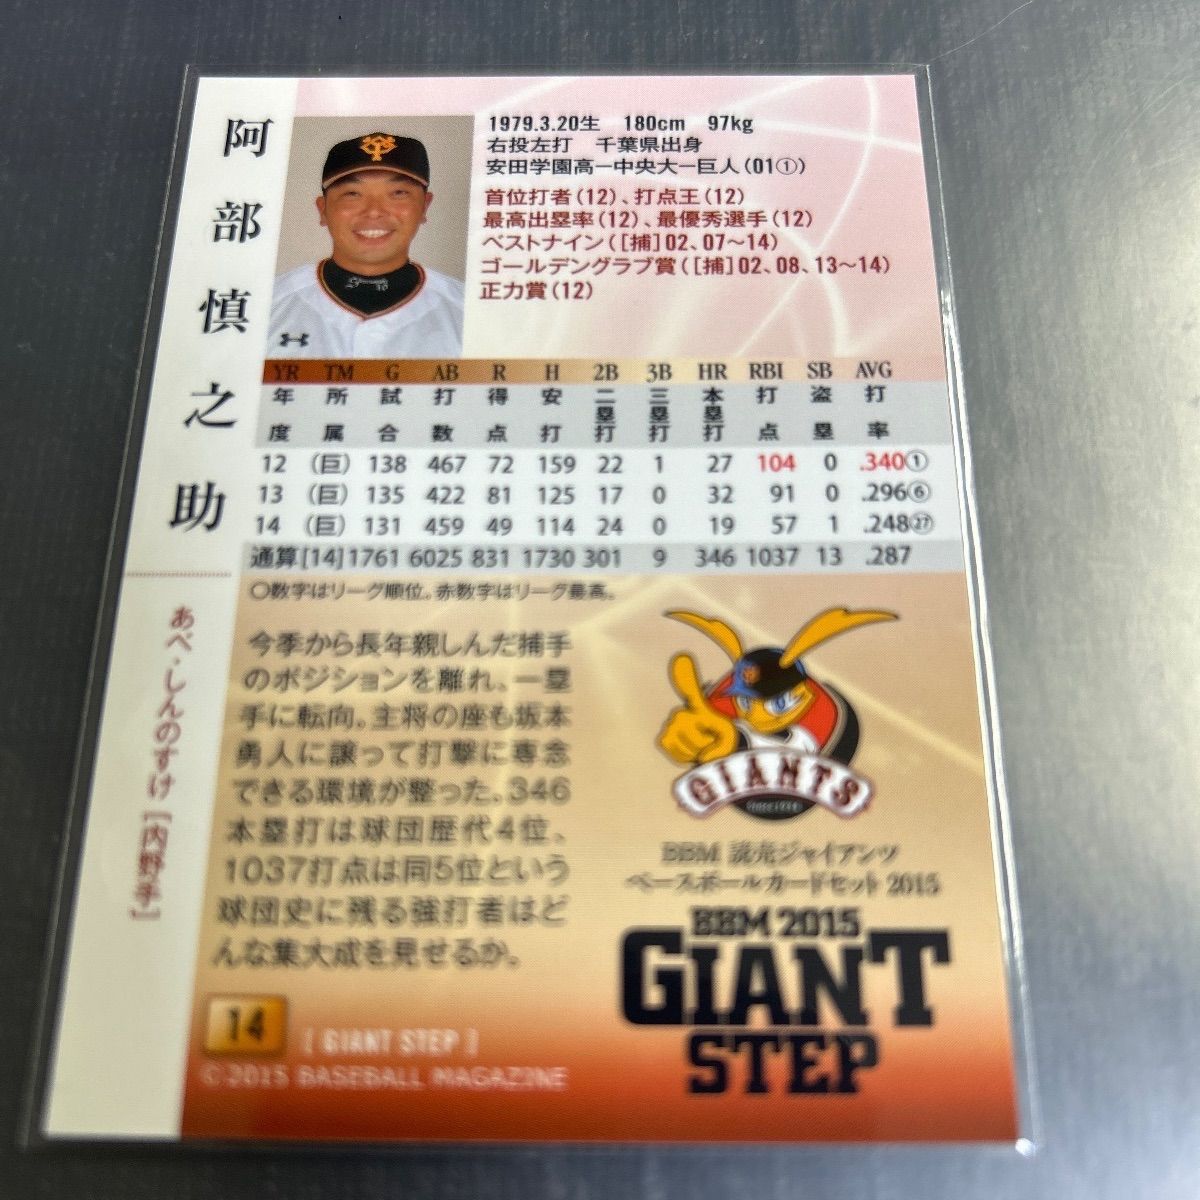 阿部慎之助
あべ・しんのすけ[内野手]
1979.3.20生 180cm 97kg
右投左打 千葉県出身
安田学園高－中央大－巨人(01①)
首位打者(12)、打点王(12)
最高出塁率(12)、最優秀選手(12)
ベストナイン([捕]02、07〜14)
ゴールデングラブ賞([捕]02、08、13〜14)
正力賞(12)
YR TM G AB R H 2B 3B HR RBI SB AVG
年度 所属 試合 打数 得点 安打 二塁打 三塁打 本塁打 打点 盗塁 打率
12 (巨) 138 467 72 159 22 1 27 104 0 .340①
13 (巨) 135 422 81 125 17 0 32 91 0 .296⑥
14 (巨) 131 459 49 114 24 0 19 57 1 .248㉗
通算[14] 1761 6025 831 1730 301 9 346 1037 13 .287
○数字はリーグ順位。赤数字はリーグ最高。
今季から長年親しんだ捕手
のポジションを離れ、一塁
手に転向。主将の座も坂本
勇人に譲って打撃に専念
できる環境が整った。346
本塁打は球団歴代4位、
1037打点は同5位という
球団史に残る強打者はど
んな集大成を見せるか。
GIANTS
BBM 読売ジャイアンツ
ベースボールカードセット 2015
BBM 2015
GIANT
STEP
14
[ GIANT STEP ]
© 2015 BASEBALL MAGAZINE